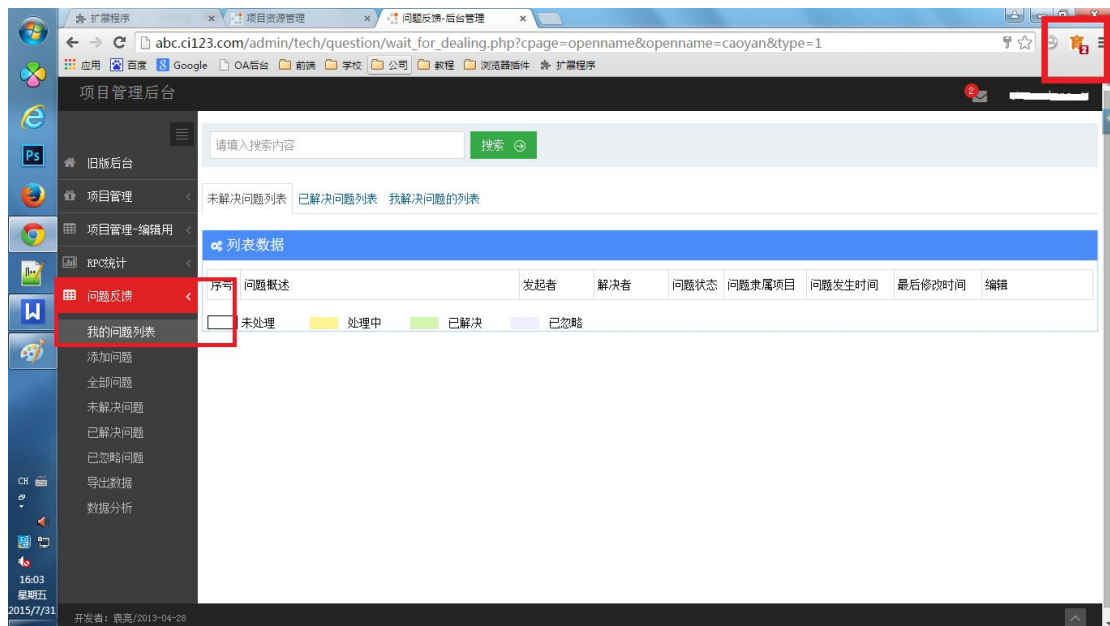 扩展程序
项目资源管理
问题反馈-后台管理
abc.ci123.com/admin/tech/question/wait_for_dealing.php?cpage=openname&openname=caoyan&type=1
2
应用 百度 8 Google OA后台 前端 学校 公司 教程 浏览器插件 扩展程序
项目管理后台
2
请填入搜索内容
搜索
Ps
旧版后台
项目管理
项目管理-编辑用
RPC统计
问题反馈
我的问题列表
添加问题
全部问题
未解决问题
已解决问题
已忽略问题
导出数据
数据分析
未解决问题列表 已解决问题列表 我解决问题的列表
列表数据
序号 问题概述 发起者 解决者 问题状态 问题隶属项目 问题发生时间 最后修改时间 编辑
未处理 处理中 已解决 已忽略
CH
16:03
星期五
2015/7/31
开发者：袁亮/2013-04-28